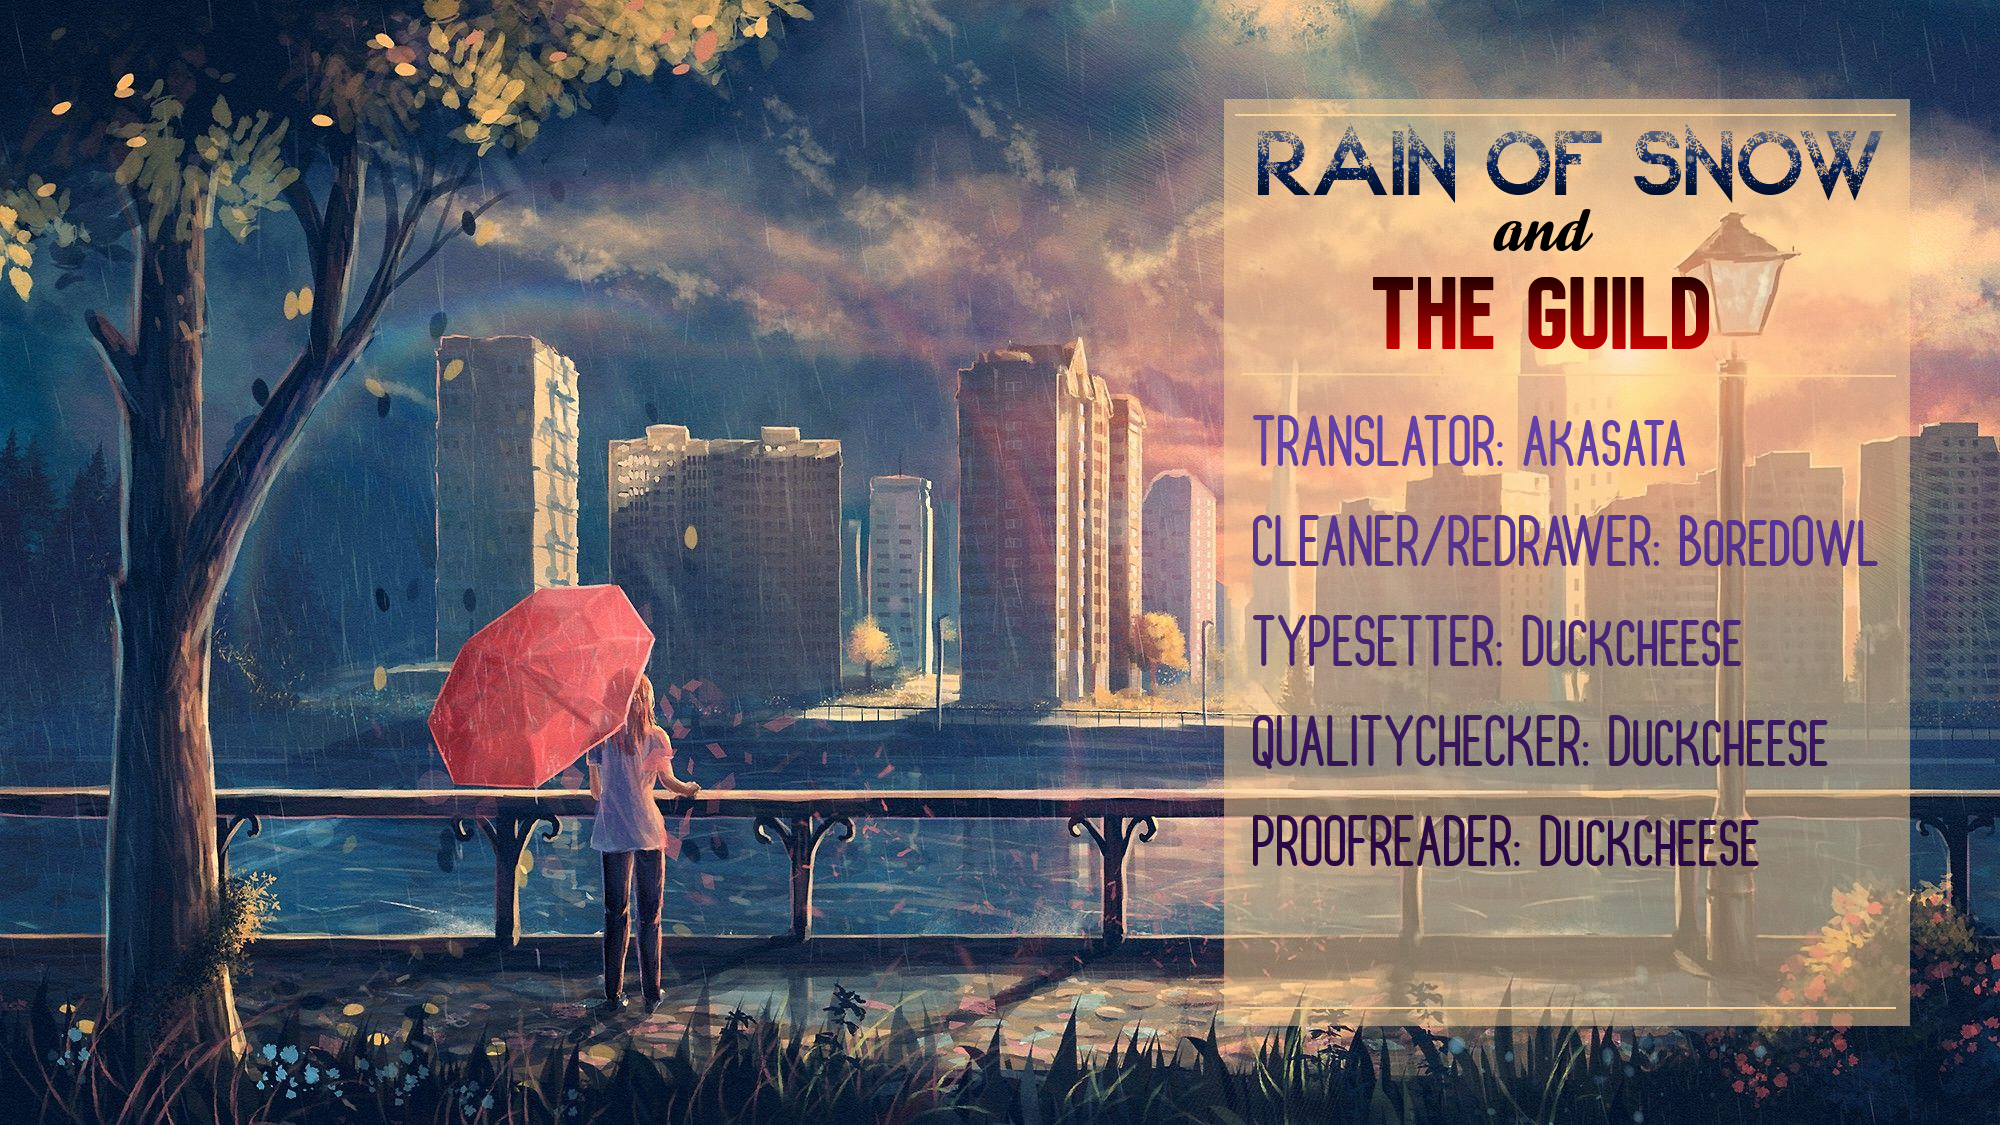 RAIN OF SNOW
and
THE GUILD
TRANSLATOR: AKASATA
CLEANER/REDRAWER: BOREDOWL
TYPESETTER: DUCKCHEESE
QUALITYCHECKER: DUCKCHEESE
PROOFREADER: DUCKCHEESE